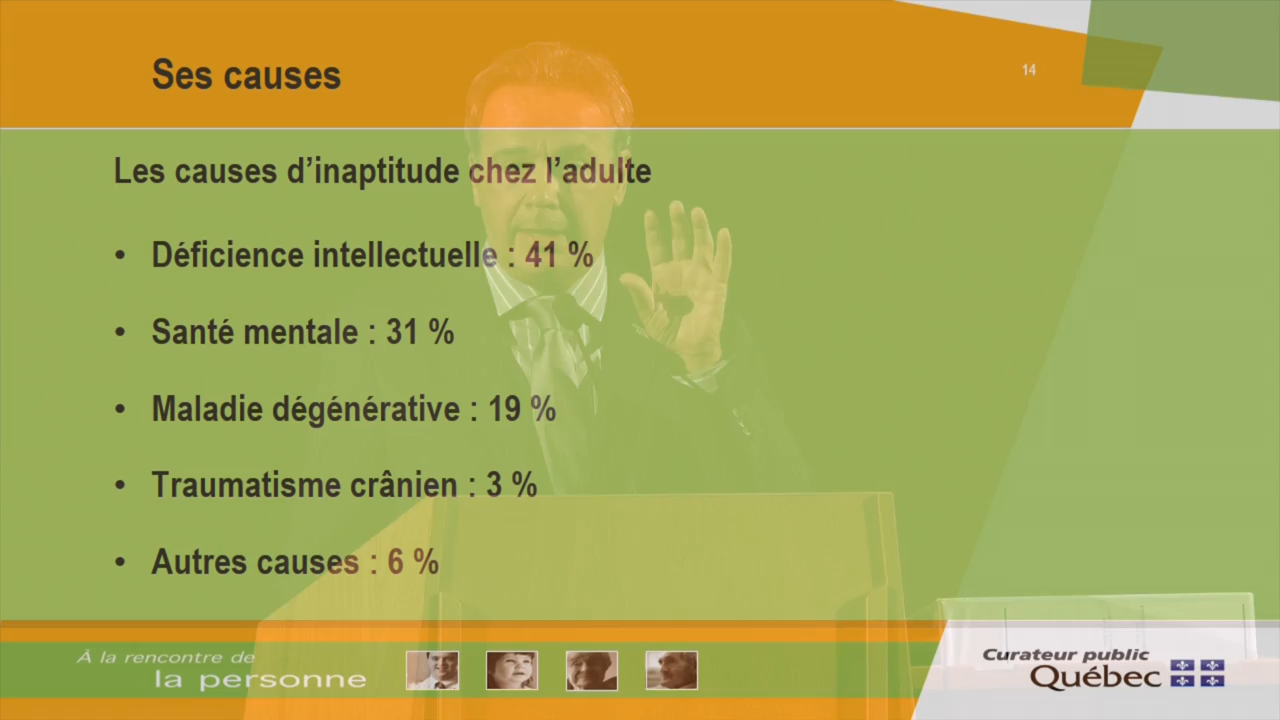 Ses causes
14
Les causes d'inaptitude chez l'adulte
• Déficience intellectuelle : 41 %
• Santé mentale : 31 %
• Maladie dégénérative : 19 %
• Traumatisme crânien : 3 %
• Autres causes : 6 %
À la rencontre de
la personne
Curateur public
Québec